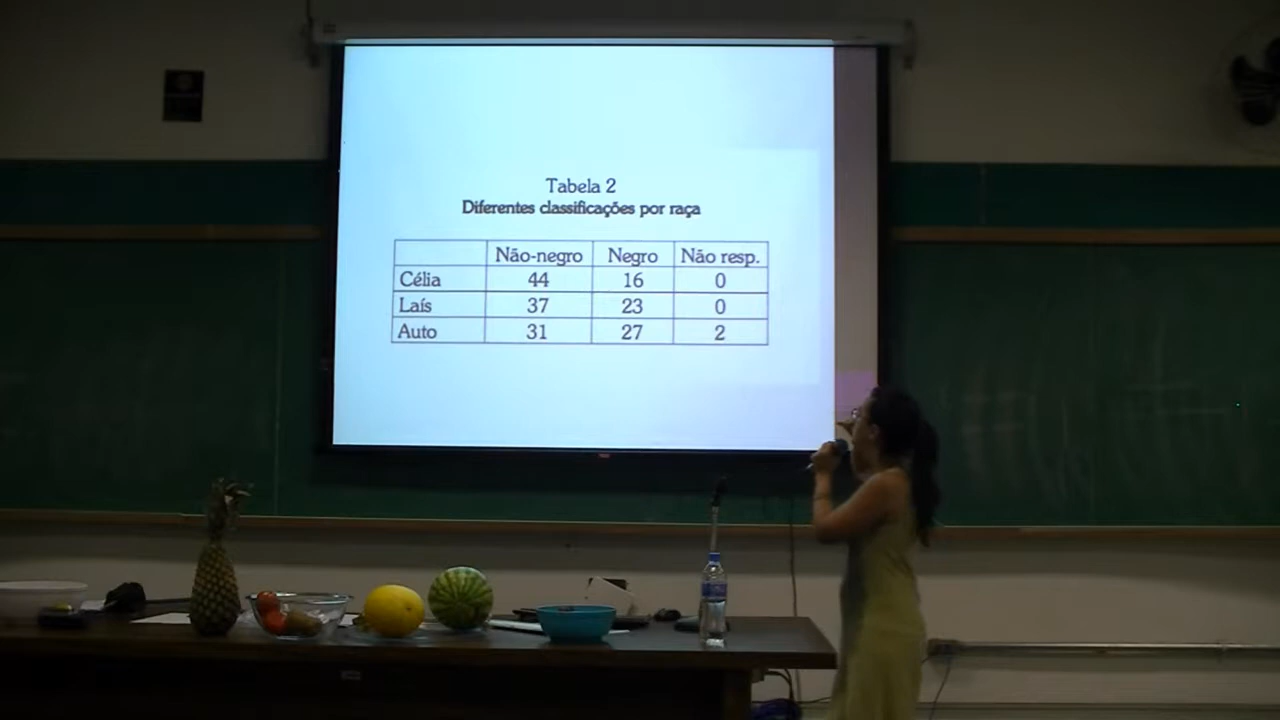 Tabela 2
Diferentes classificações por raça
Não-negro Negro Não resp.
Célia 44 16 0
Laís 37 23 0
Auto 31 27 2